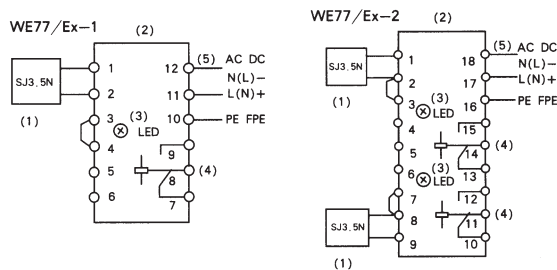 WE77/Ex-1
(2)
SJ3.5N
(1)
1
2
3
4
5
6
(3)
LED
12
11
10
9
8
7
(5) AC DC
N(L)-
L(N)+
PE FPE
(4)
WE77/Ex-2
(2)
SJ3.5N
(1)
1
2
3
4
5
6
7
8
9
(3)
LED
(3)
LED
18
17
16
15
14
13
12
11
10
(5) AC DC
N(L)-
L(N)+
PE FPE
(4)
(4)
SJ3.5N
(1)